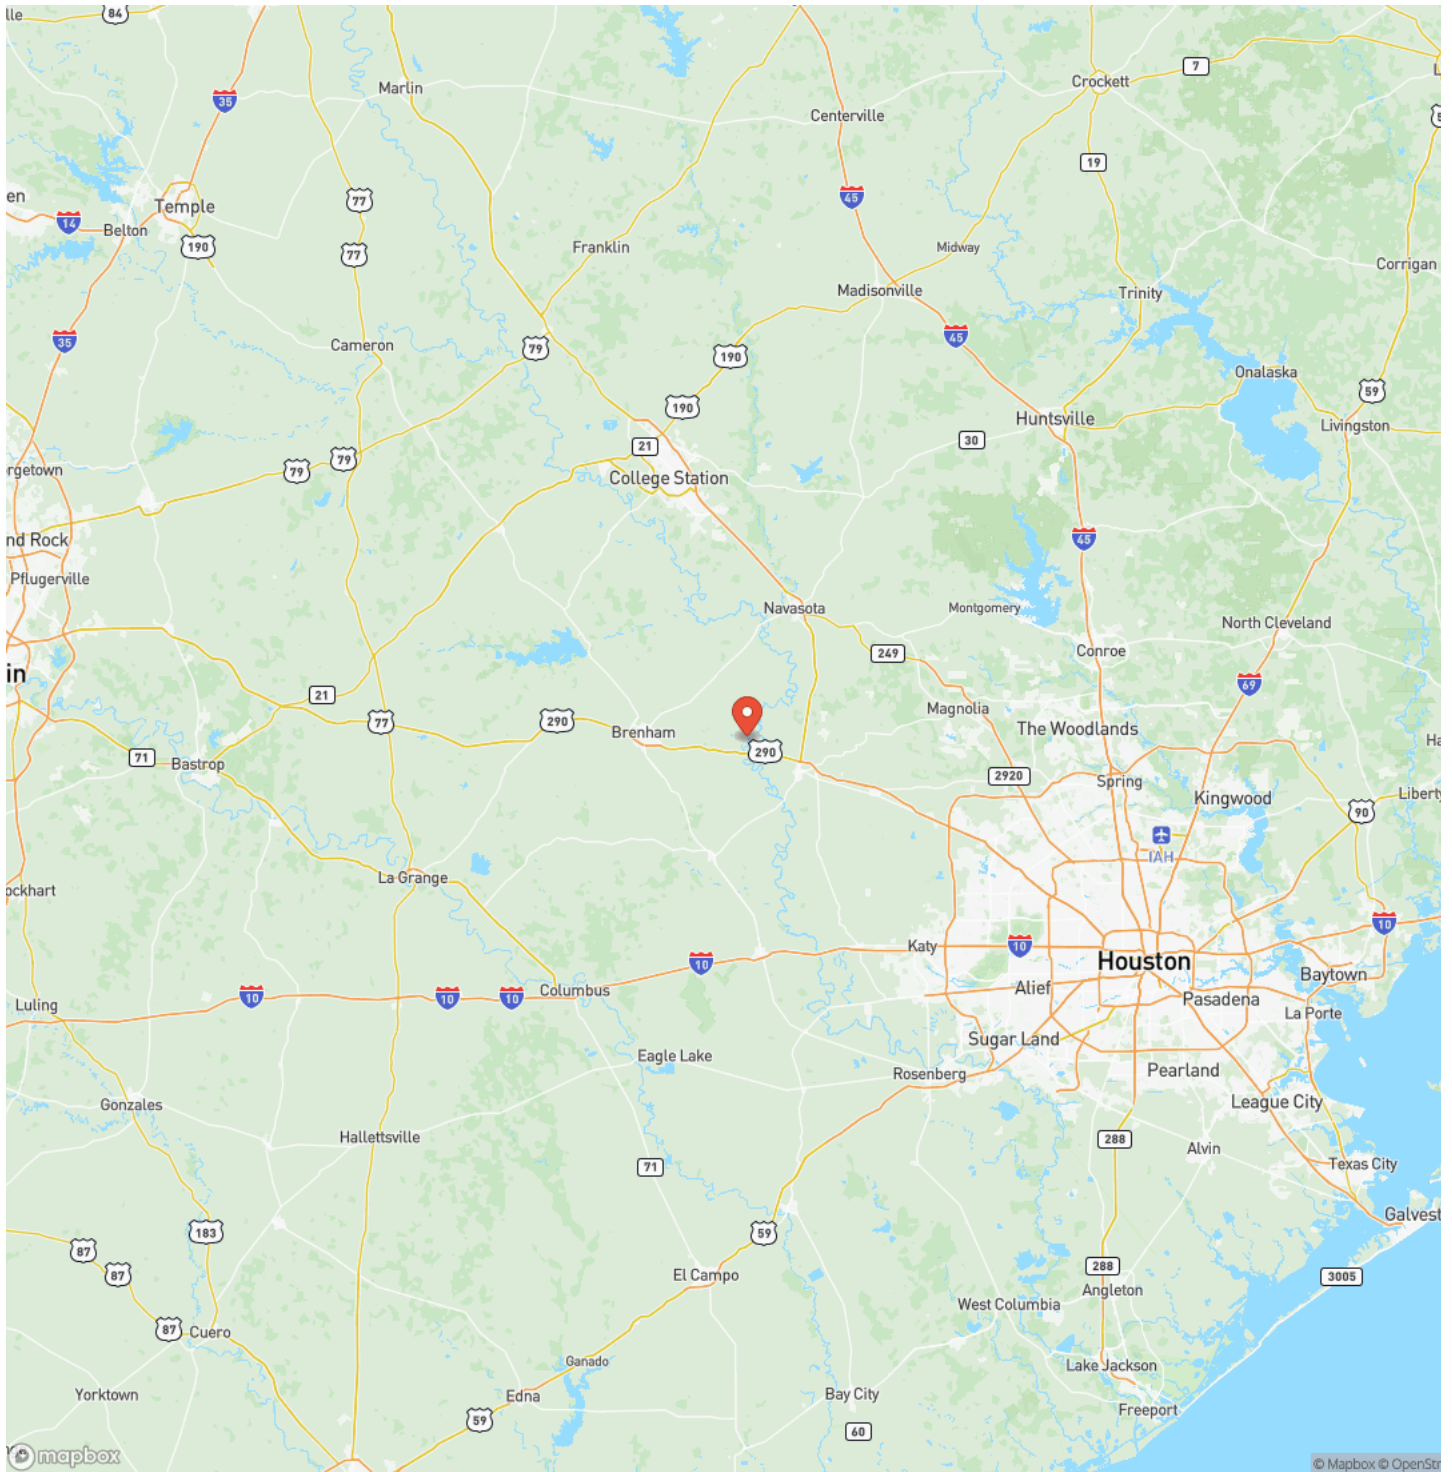 lle
84
35
Marlin
Centerville
7
Crockett
19
45
77
en
14
Temple
Belton
190
77
Franklin
Midway
Corrigan
Madisonville
Trinity
35
Cameron
79
190
45
Onalaska
59
190
Huntsville
30
Livingston
21
79
79
rgetown
College Station
nd Rock
45
Pflugerville
Navasota
Montgomery
North Cleveland
249
Conroe
in
21
69
77
290
Brenham
Magnolia
The Woodlands
290
Ha
71
Bastrop
2920
Spring
Kingwood
Liberty
90
IAH
La Grange
ockhart
10
Katy
10
10
Houston
Baytown
Luling
10
10
10
Columbus
Alief
Pasadena
La Porte
Sugar Land
Eagle Lake
Rosenberg
Pearland
League City
Gonzales
Hallettsville
288
Alvin
71
Texas City
Galvest
183
59
87
87
288
3005
El Campo
Angleton
West Columbia
87
Cuero
Ganado
Lake Jackson
Yorktown
Edna
Bay City
Freeport
59
60
mapbox
© Mapbox © OpenStr